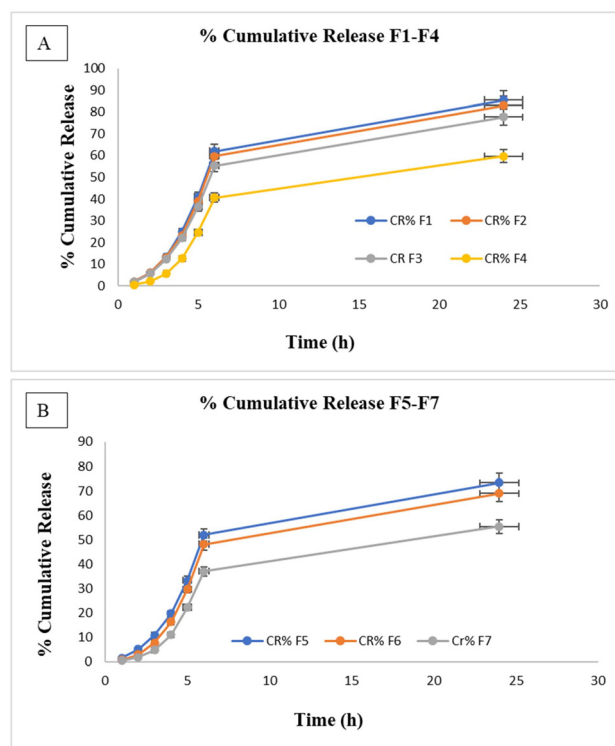 A
% Cumulative Release F1-F4
100
90
80
70
60
50
40
30
20
10
0
% Cumulative Release
CR% F1
CR% F2
CR F3
CR% F4
0 5 10 15 20 25 30
Time (h)
B
% Cumulative Release F5-F7
90
80
70
60
50
40
30
20
10
0
% Cumulative Release
CR% F5 CR% F6 Cr% F7
0 5 10 15 20 25 30
Time (h)